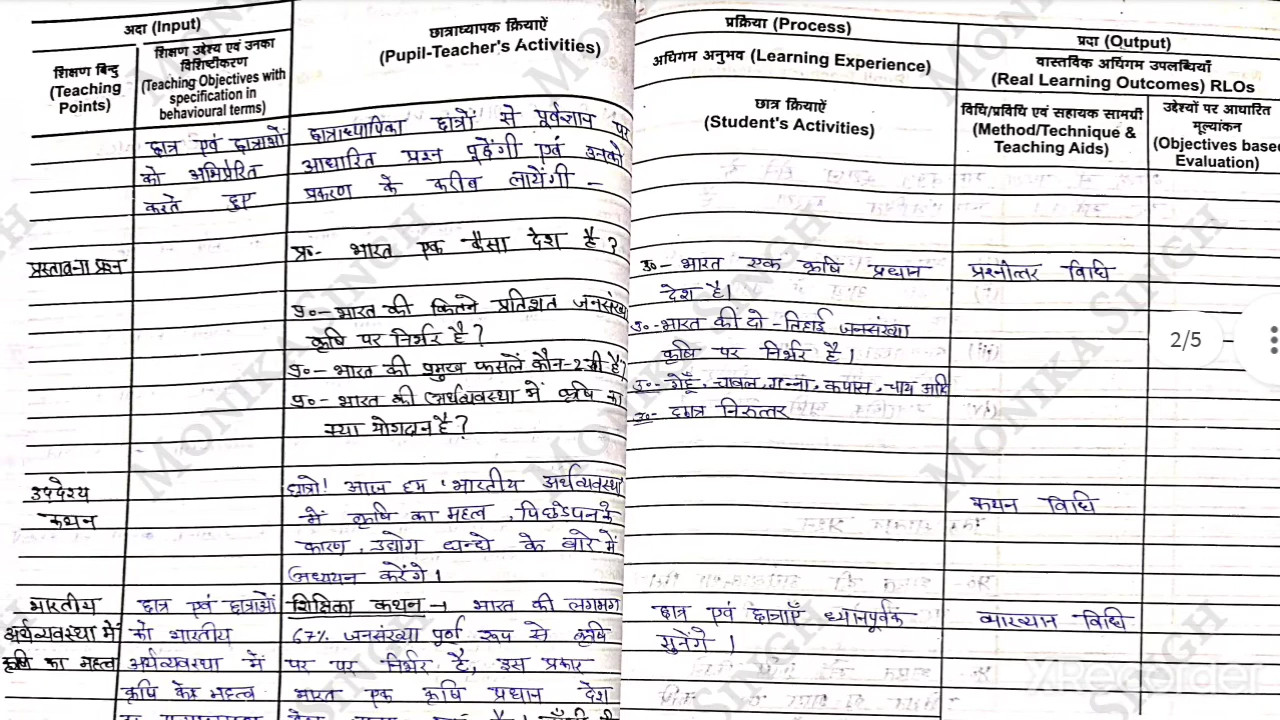 अदा (Input)
शिक्षण बिन्दु
(Teaching
Points)
शिक्षण उद्देश्य एवं उनका
विशिष्टीकरण
(Teaching Objectives with
specification in
behavioural terms)
छात्राध्यापक क्रियाऐं
(Pupil-Teacher's Activities)
प्रक्रिया (Process)
अधिगम अनुभव (Learning Experience)
छात्र क्रियाऐं
(Student's Activities)
प्रदा (Output)
वास्तविक अधिगम उपलब्धियाँ
(Real Learning Outcomes) RLOs
विधि/प्रविधि एवं सहायक सामग्री
(Method/Technique &
Teaching Aids)
उद्देश्यों पर आधारित
मूल्यांकन
(Objectives base
Evaluation)
छात्र एवं छात्राओं
को अभिप्रेरित
करते हुए
छात्राध्यापिका छात्रों से पूर्वज्ञान पर
आधारित प्रश्न पूछेंगी एवं उनको
प्रकरण के करीब लायेंगी –
प्रस्तावना प्रश्न
प्र०- भारत एक कैसा देश है?
उ०- भारत एक कृषि प्रधान
देश है।
प्रश्नोत्तर विधि
प्र०- भारत की कितने प्रतिशत जनसंख्या
कृषि पर निर्भर है?
उ०- भारत की दो-तिहाई जनसंख्या
कृषि पर निर्भर है।
2/5
प्र०- भारत की प्रमुख फसलें कौन-2 सी हैं?
उ०- गेहूँ, चावल, गन्ना, कपास, चाय आदि
प्र०- भारत की अर्थव्यवस्था में कृषि का
क्या योगदान है?
उ०- छात्र निरुत्तर
उद्देश्य
कथन
छात्रों! आज हम 'भारतीय अर्थव्यवस्था
में कृषि का महत्व, पिछड़ेपन के
कारण, उद्योग धन्धो के बारे में
अध्ययन करेंगे।
कथन विधि
भारतीय
अर्थव्यवस्था में
कृषि का महत्व
छात्र एवं छात्राओं
को भारतीय
अर्थव्यवस्था में
कृषि के महत्व
शिक्षिका कथन → भारत की लगभग
67% जनसंख्या पूर्ण रूप से कृषि
पर पर निर्भर है, इस प्रकार
भारत एक कृषि प्रधान देश
छात्र एवं छात्राएँ ध्यानपूर्वक
सुनेगे।
व्याख्यान विधि
MONIKA SINGH
XRecorder